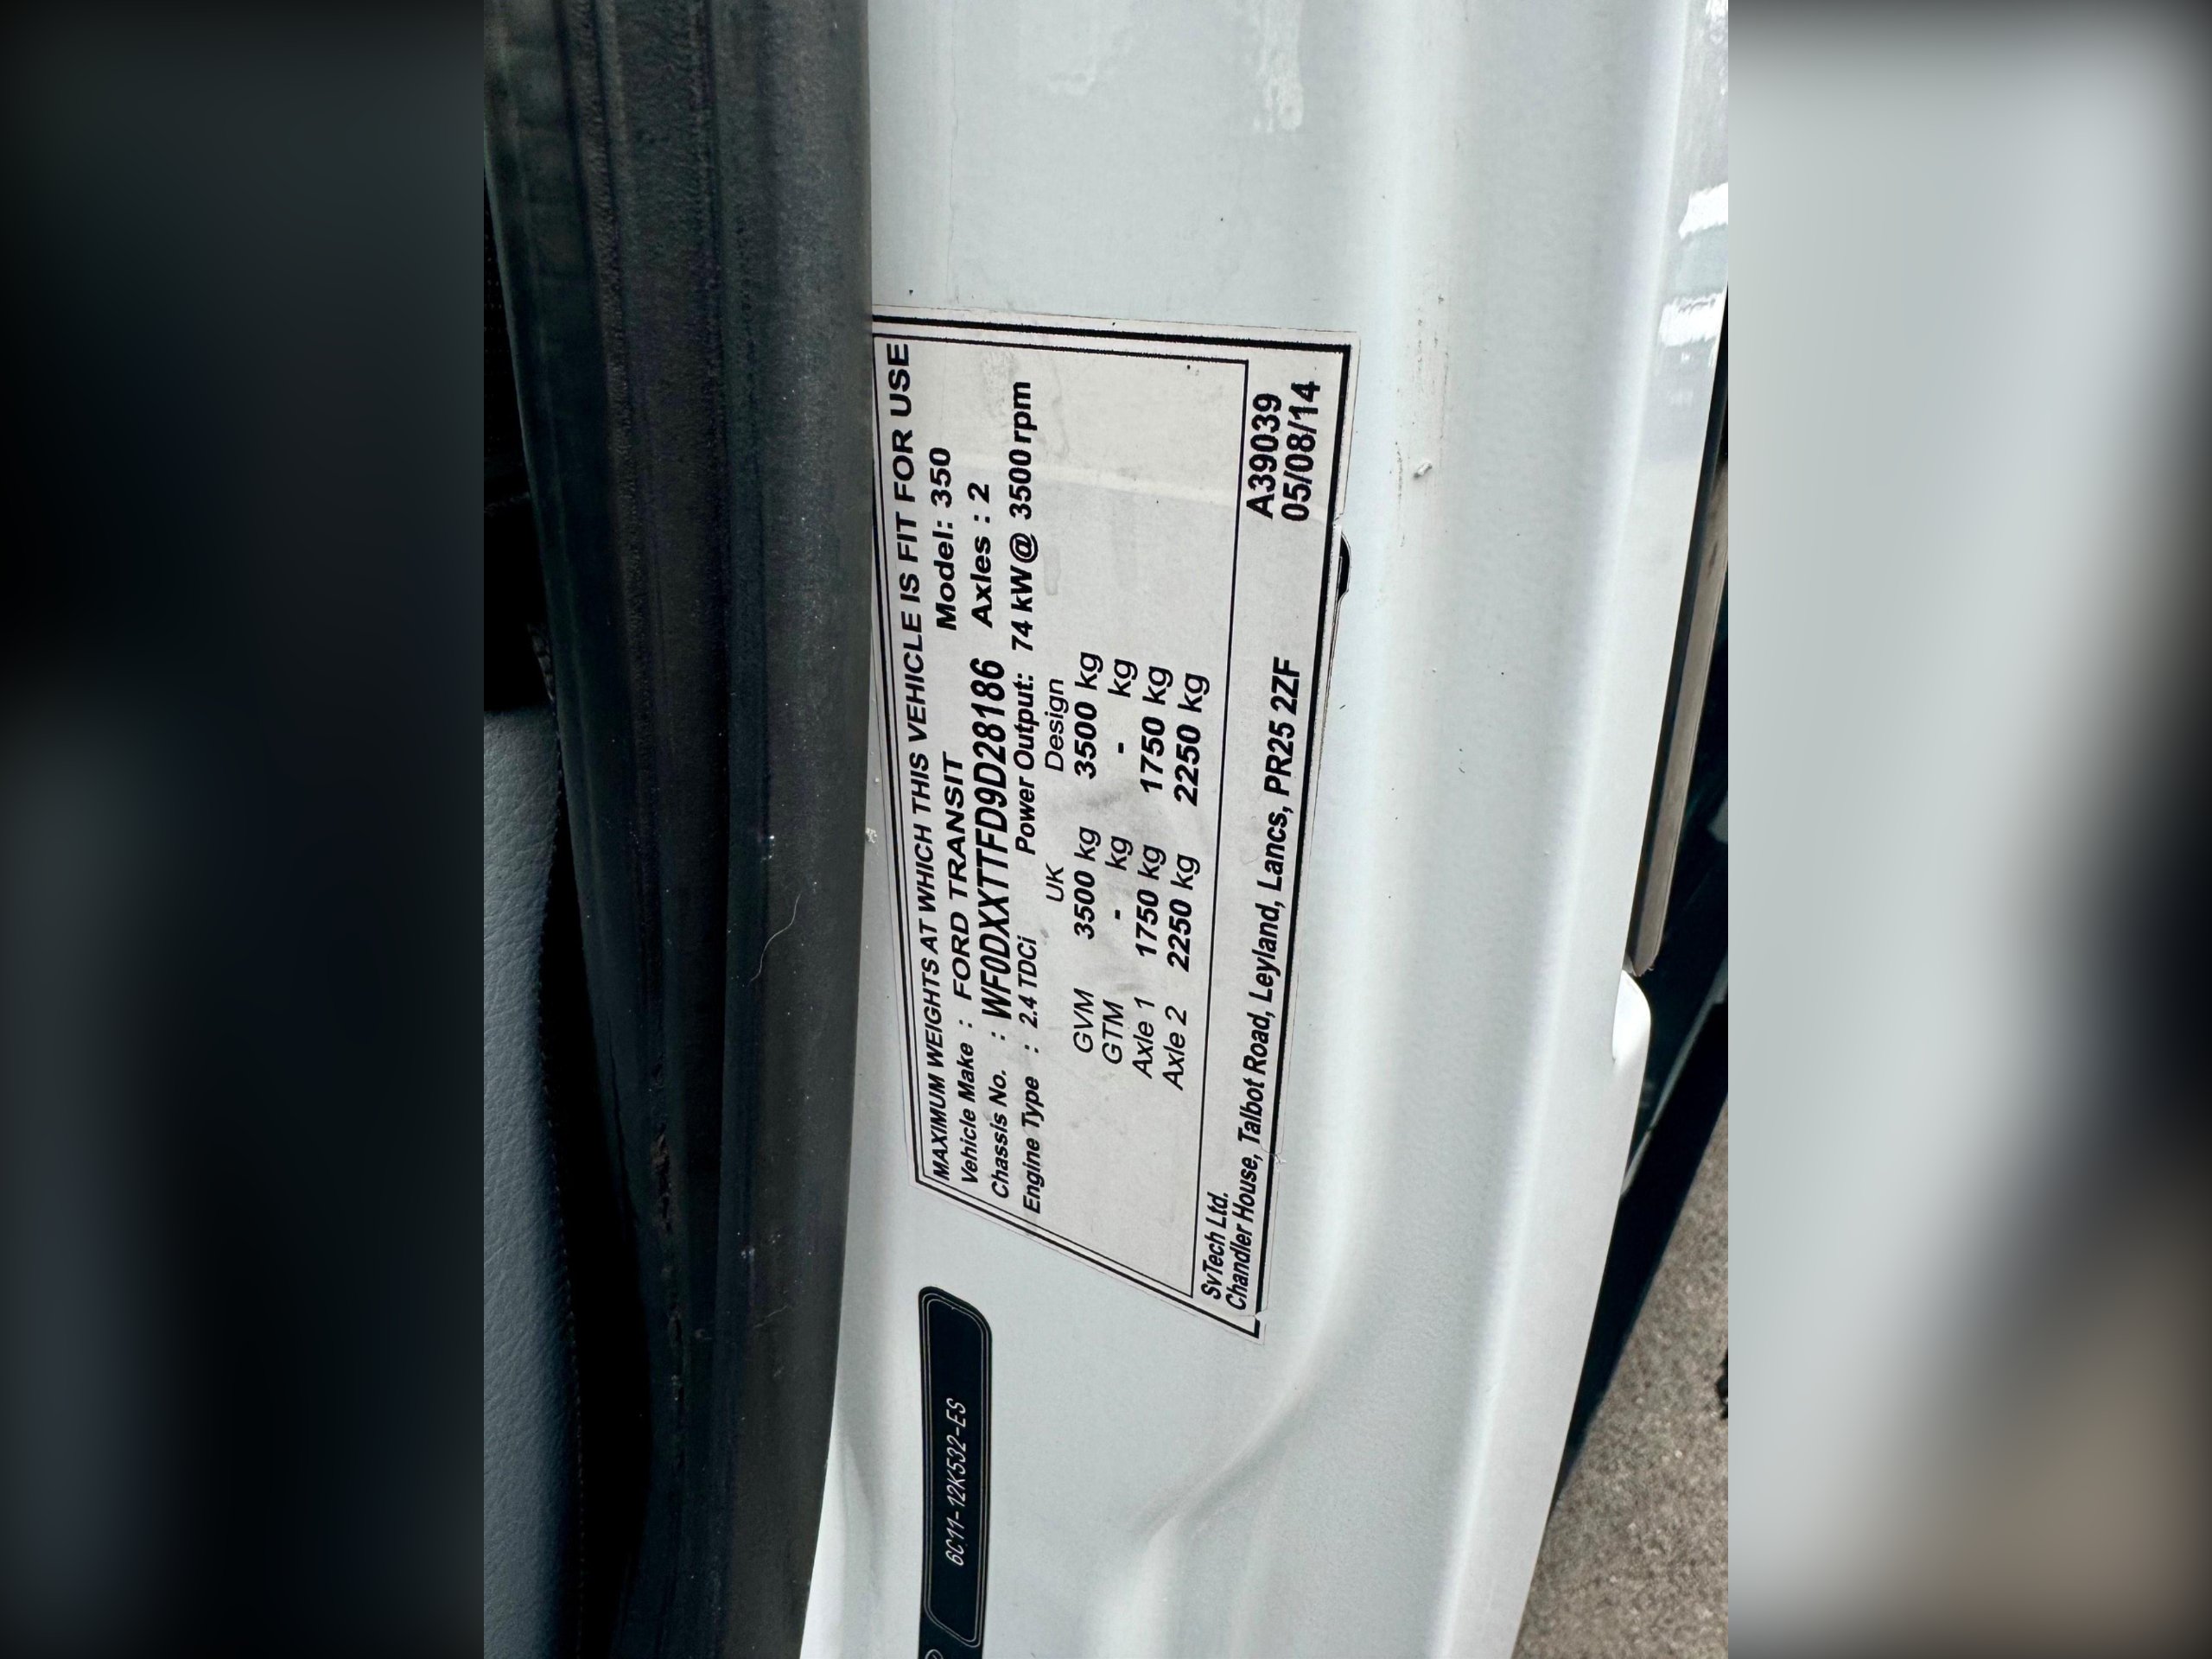 MAXIMUM WEIGHTS AT WHICH THIS VEHICLE IS FIT FOR USE
Vehicle Make : FORD TRANSIT Model: 350
Chassis No. : WF0DXXTTFD9D28186 Axles : 2
Engine Type : 2.4 TDCi Power Output: 74 kW@ 3500 rpm
UK Design
GVM 3500 kg 3500 kg
GTM - kg - kg
Axle 1 1750 kg 1750 kg
Axle 2 2250 kg 2250 kg
SvTech Ltd. A39039
Chandler House, Talbot Road, Leyland, Lancs, PR25 2ZF 05/08/14
6C11-12K532-ES